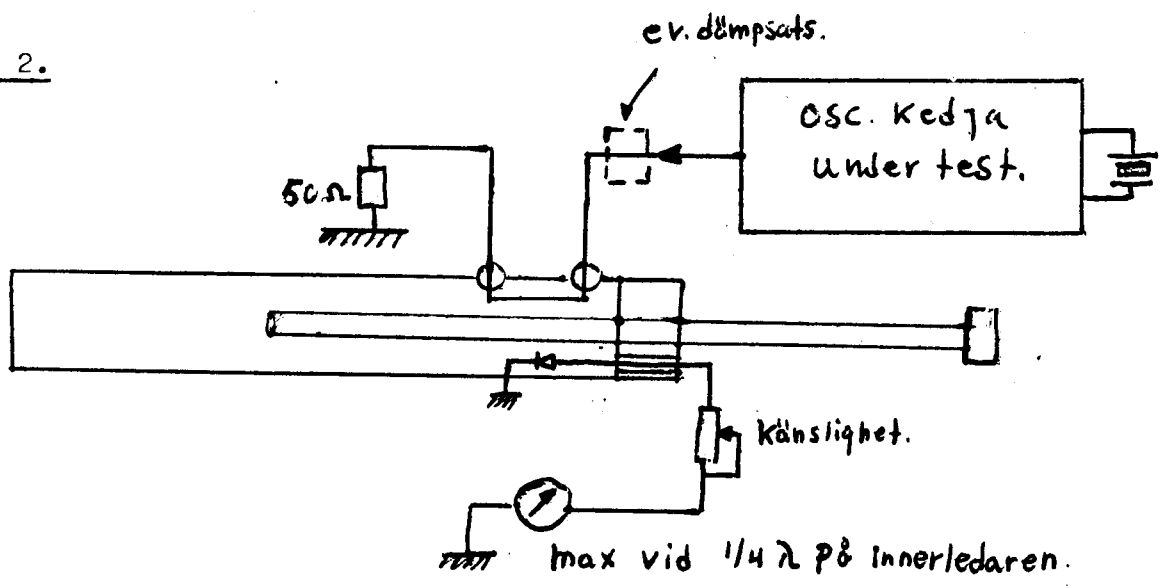 ev. dämpsats.
2.
osc. Kedja
under test.
50Ω
Känslighet.
max vid 1/4 λ på innerledaren.